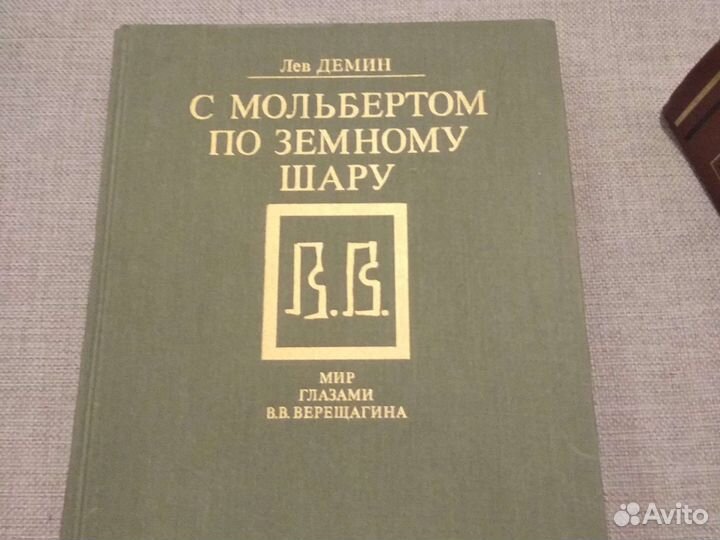 Лев ДЕМИН
С МОЛЬБЕРТОМ
ПО ЗЕМНОМУ
ШАРУ
В.В.
МИР
ГЛАЗАМИ
В.В. ВЕРЕЩАГИНА
Avito